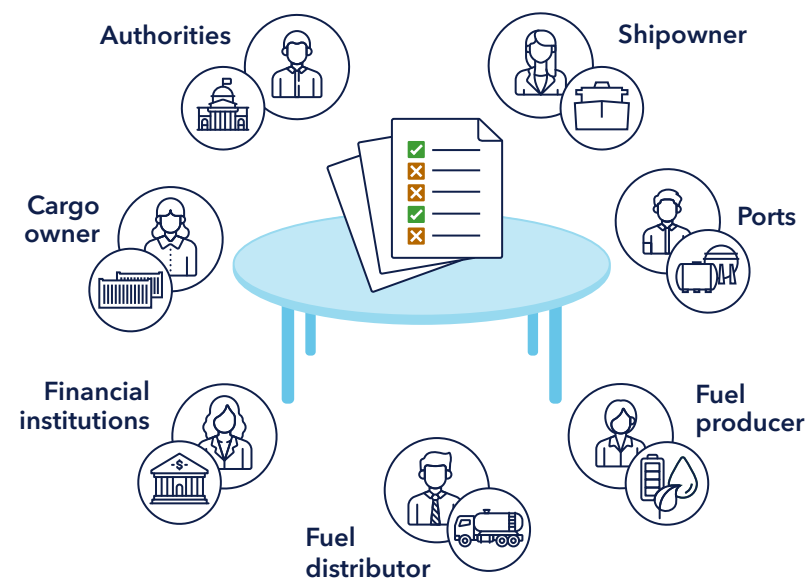 Authorities
Shipowner
Cargo
owner
Ports
Financial
institutions
-$-
Fuel
producer
Fuel
distributor